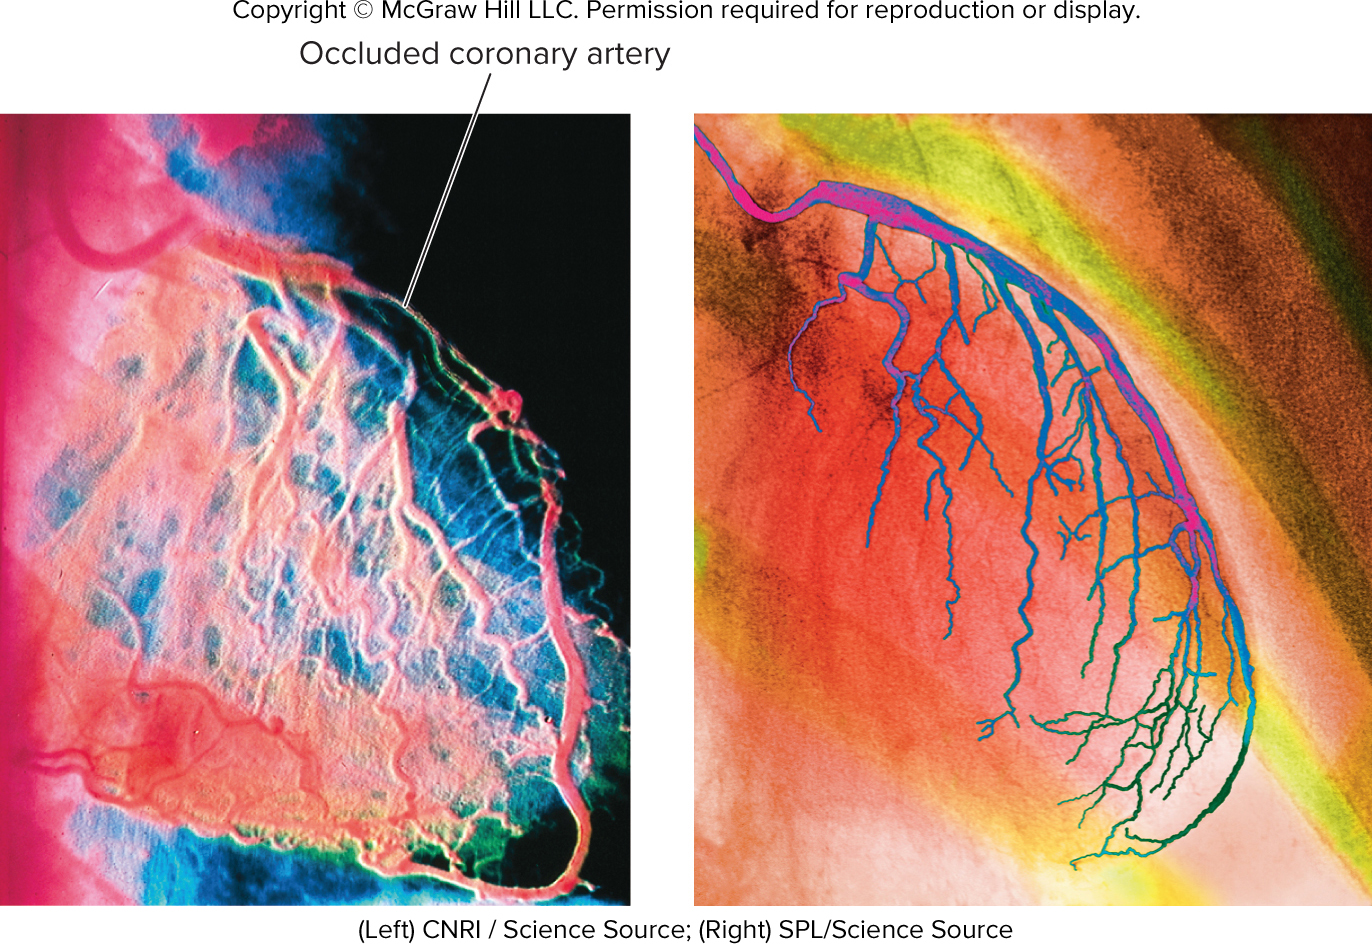 Copyright © McGraw Hill LLC. Permission required for reproduction or display.
Occluded coronary artery
(Left) CNRI / Science Source; (Right) SPL/Science Source